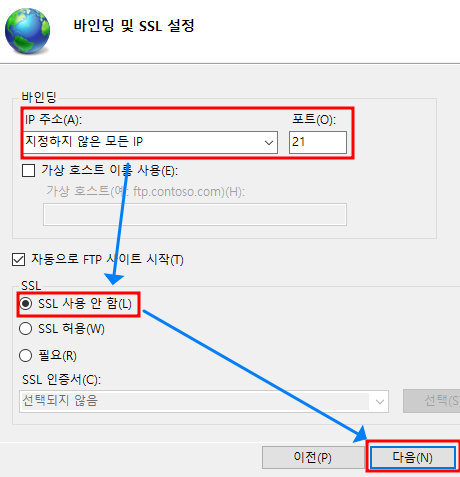 바인딩 및 SSL 설정
바인딩
IP 주소(A): 포트(O):
지정하지 않은 모든 IP 21
가상 호스트 이름 사용(E):
가상 호스트(예: ftp.contoso.com)(H):
자동으로 FTP 사이트 시작(T)
SSL
SSL 사용 안 함(L)
SSL 허용(W)
필요(R)
SSL 인증서(C):
선택되지 않음 선택(S
이전(P) 다음(N)